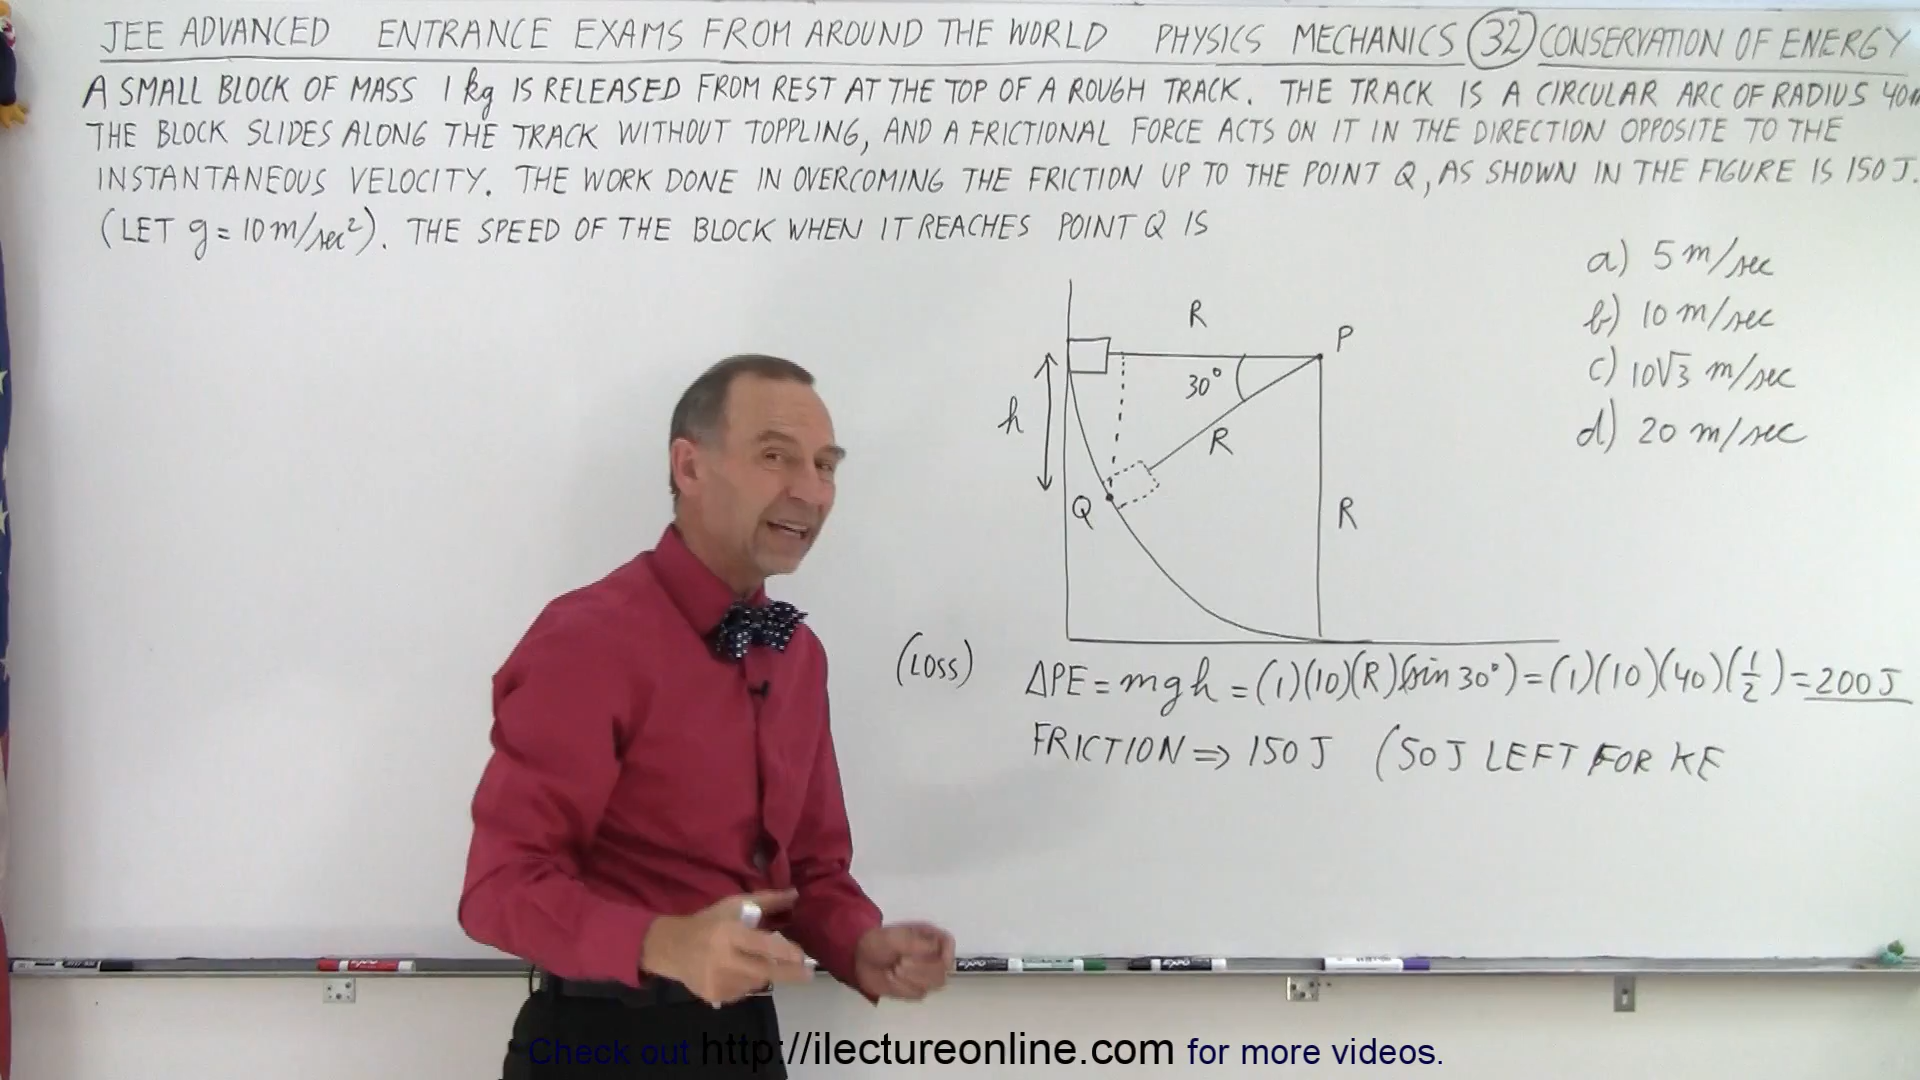 JEE ADVANCED ENTRANCE EXAMS FROM AROUND THE WORLD PHYSICS MECHANICS 32 CONSERVATION OF ENERGY
A SMALL BLOCK OF MASS 1 kg IS RELEASED FROM REST AT THE TOP OF A ROUGH TRACK. THE TRACK IS A CIRCULAR ARC OF RADIUS 40m
THE BLOCK SLIDES ALONG THE TRACK WITHOUT TOPPLING, AND A FRICTIONAL FORCE ACTS ON IT IN THE DIRECTION OPPOSITE TO THE
INSTANTANEOUS VELOCITY. THE WORK DONE IN OVERCOMING THE FRICTION UP TO THE POINT Q, AS SHOWN IN THE FIGURE IS 150 J.
(LET g = 10 m/sec²). THE SPEED OF THE BLOCK WHEN IT REACHES POINT Q IS
a) 5 m/sec
b) 10 m/sec
c) 10√3 m/sec
d) 20 m/sec
R
P
30°
h
R
Q
R
(LOSS) ΔPE = mgh = (1)(10)(R)(sin 30°) = (1)(10)(40)(1/2) = 200 J
FRICTION ⇒ 150 J (50 J LEFT FOR KE
Check out http://ilectureonline.com for more videos.